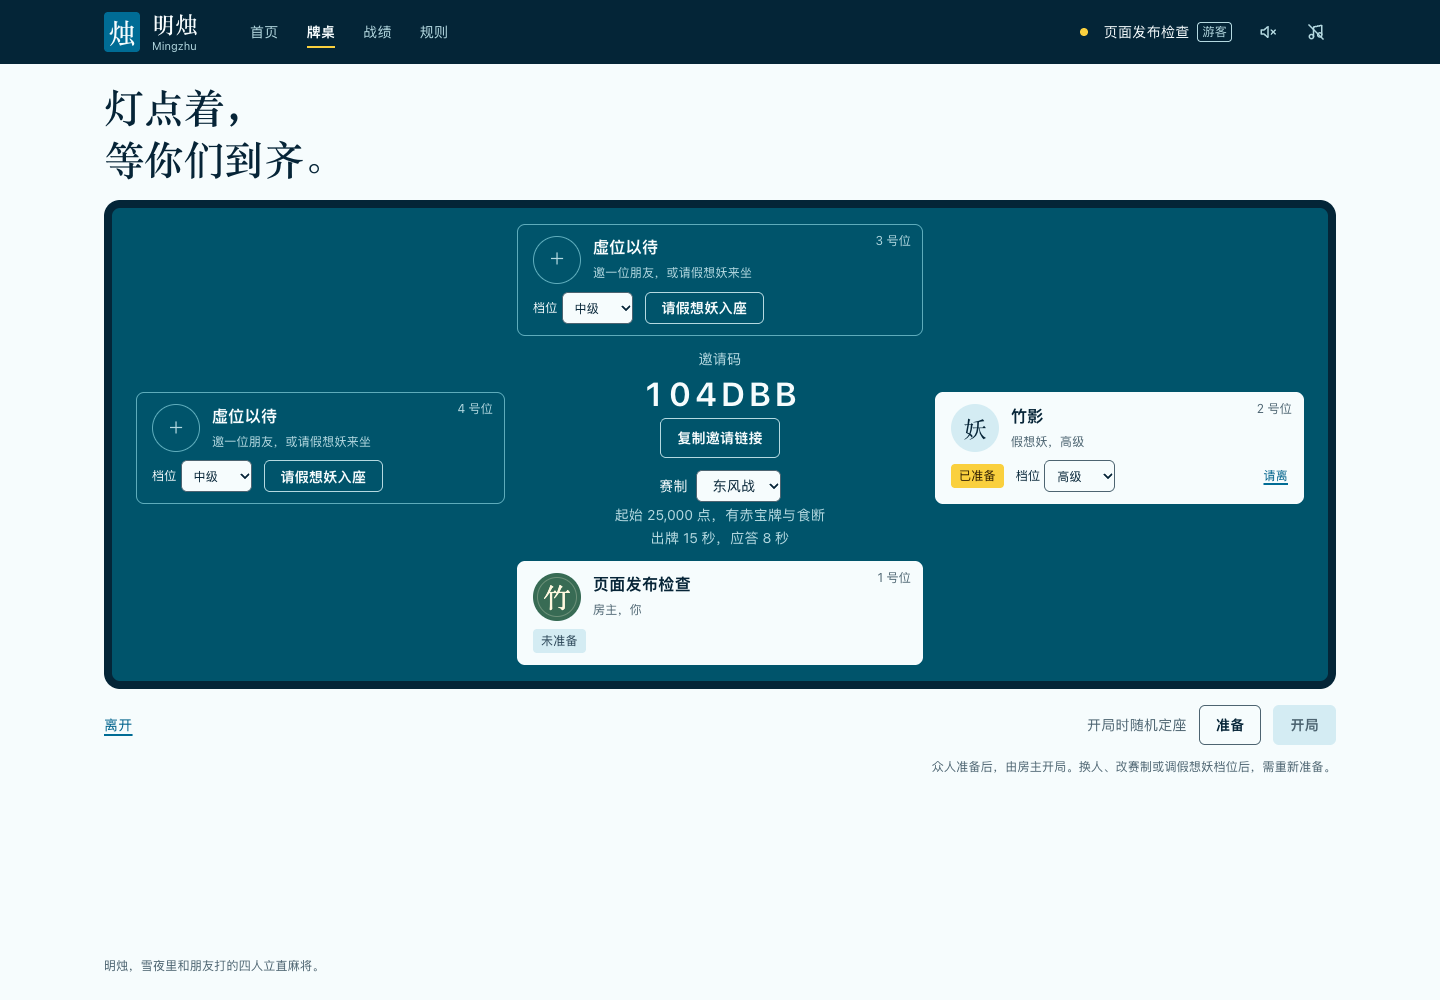 烛
明烛
Mingzhu
首页
牌桌
战绩
规则
页面发布检查
游客
灯点着，
等你们到齐。
虚位以待
3 号位
邀一位朋友，或请假想妖来坐
档位
中级
请假想妖入座
邀请码
104DBB
复制邀请链接
赛制
东风战
起始 25,000 点，有赤宝牌与食断
出牌 15 秒，应答 8 秒
虚位以待
4 号位
邀一位朋友，或请假想妖来坐
档位
中级
请假想妖入座
妖
竹影
2 号位
假想妖，高级
已准备
档位
高级
请离
竹
页面发布检查
1 号位
房主，你
未准备
离开
开局时随机定座
准备
开局
众人准备后，由房主开局。换人、改赛制或调假想妖档位后，需重新准备。
明烛，雪夜里和朋友打的四人立直麻将。